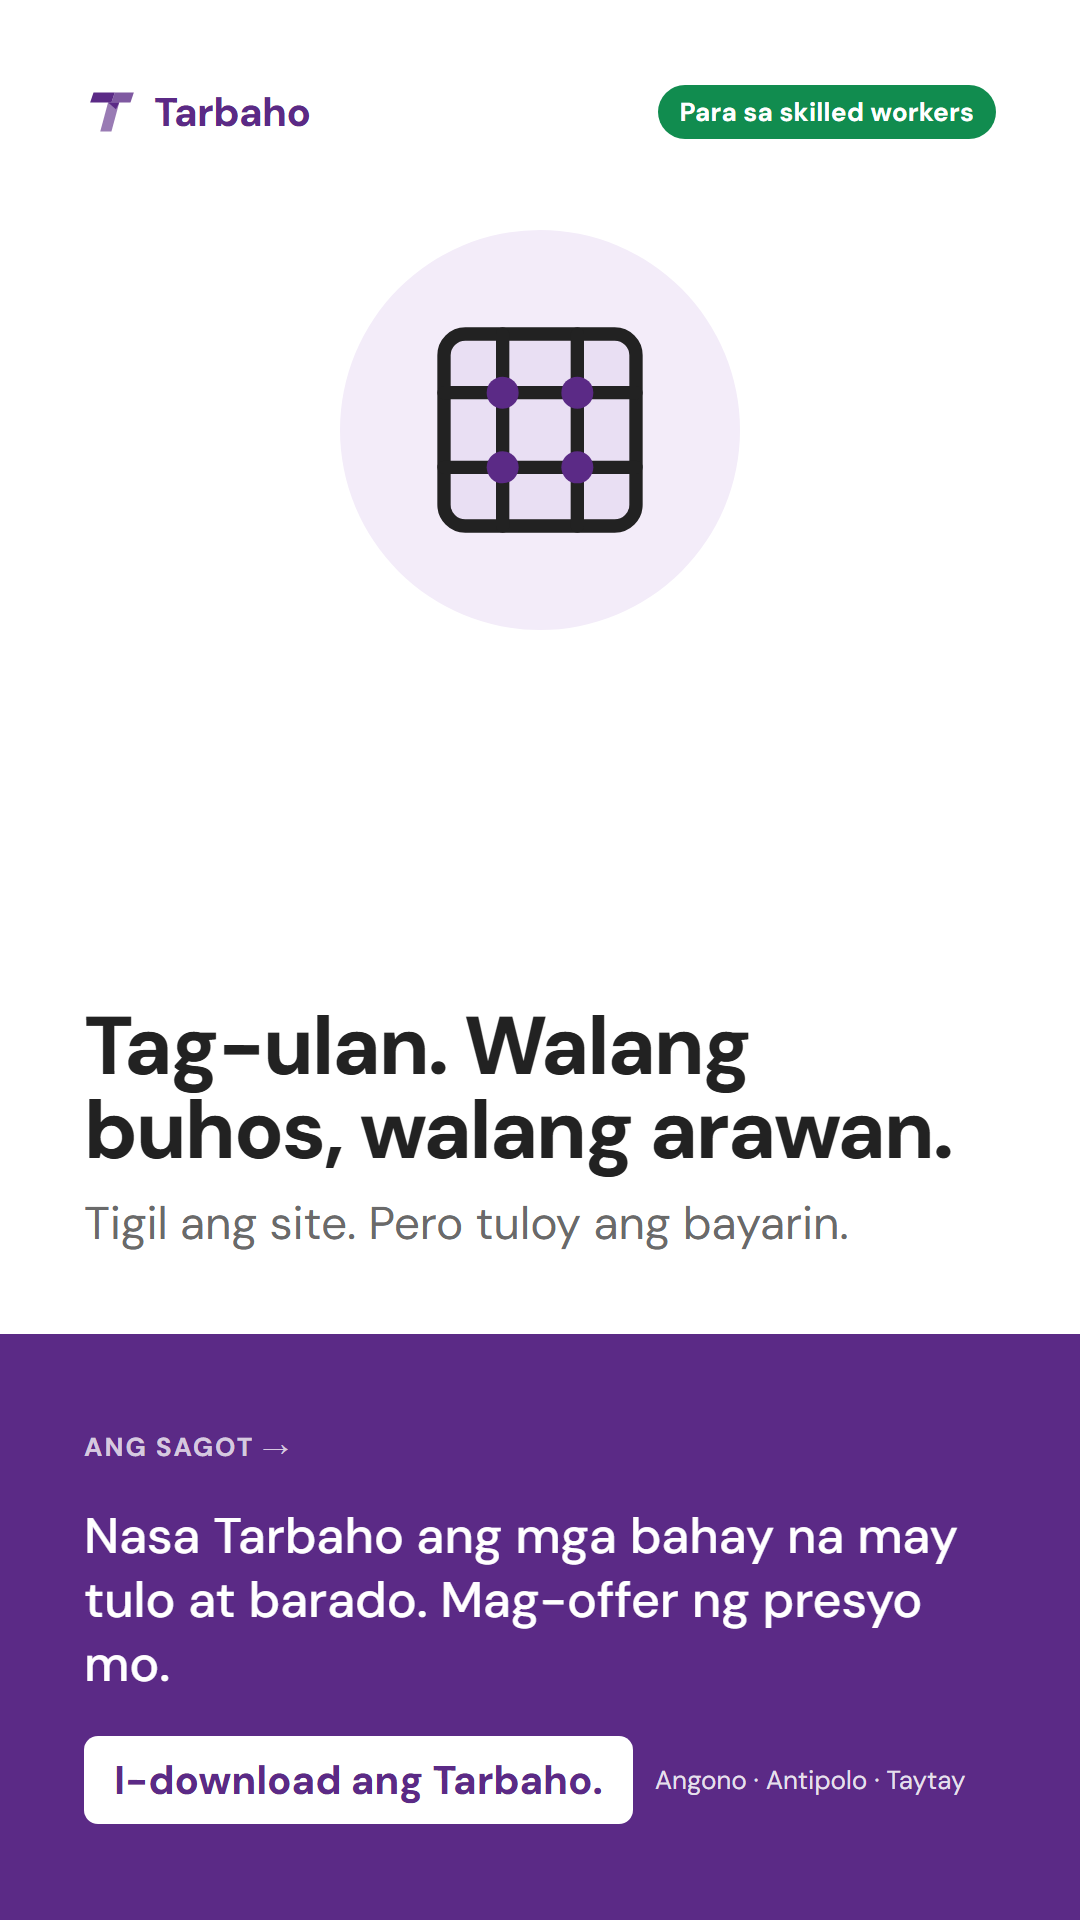 Tarbaho
Para sa skilled workers
Tag-ulan. Walang
buhos, walang arawan.
Tigil ang site. Pero tuloy ang bayarin.
ANG SAGOT →
Nasa Tarbaho ang mga bahay na may
tulo at barado. Mag-offer ng presyo
mo.
I-download ang Tarbaho.
Angono · Antipolo · Taytay